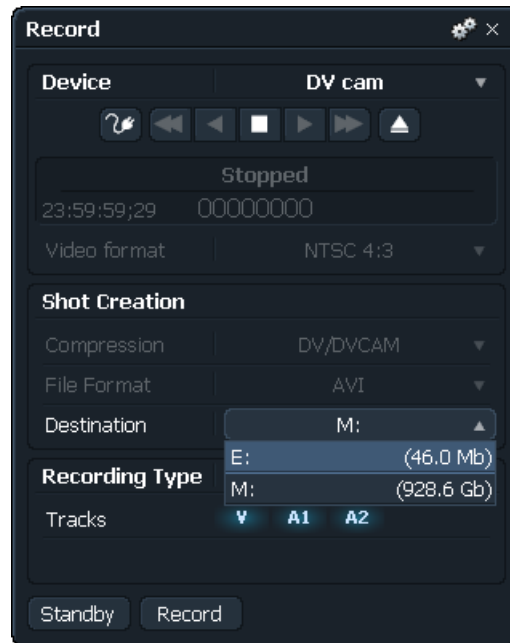 Record
Device DV cam
Stopped
23:59:59;29 00000000
Video format NTSC 4:3
Shot Creation
Compression DV/DVCAM
File Format AVI
Destination M:
E: (46.0 Mb)
Recording Type
M: (928.6 Gb)
Tracks V A1 A2
Standby Record